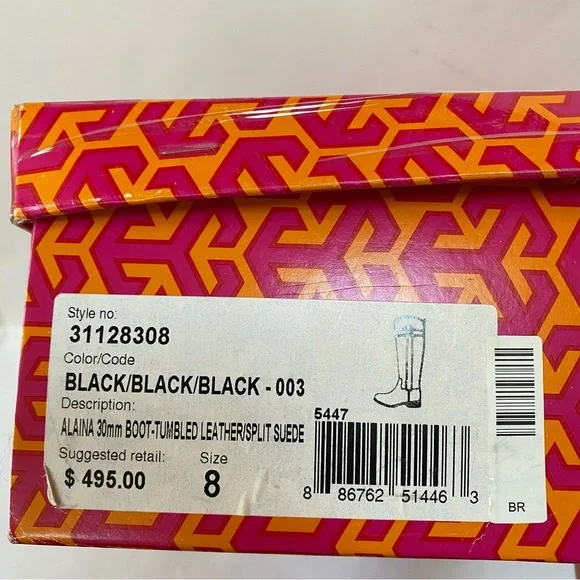 Style no:
31128308
Color/Code
BLACK/BLACK/BLACK - 003
Description:
ALAINA 30mm BOOT-TUMBLED LEATHER/SPLIT SUEDE
Suggested retail: Size
$ 495.00 8
5447
8 86762 51446 3
BR